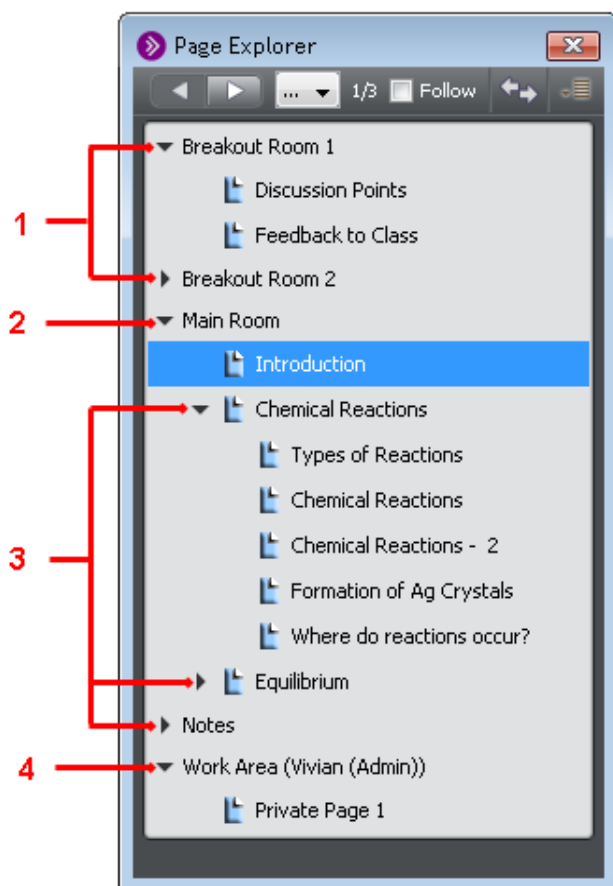 Page Explorer
... 1/3 Follow
Breakout Room 1
Discussion Points
1
Feedback to Class
Breakout Room 2
2 Main Room
Introduction
Chemical Reactions
Types of Reactions
Chemical Reactions
Chemical Reactions - 2
3
Formation of Ag Crystals
Where do reactions occur?
Equilibrium
Notes
4 Work Area (Vivian (Admin))
Private Page 1